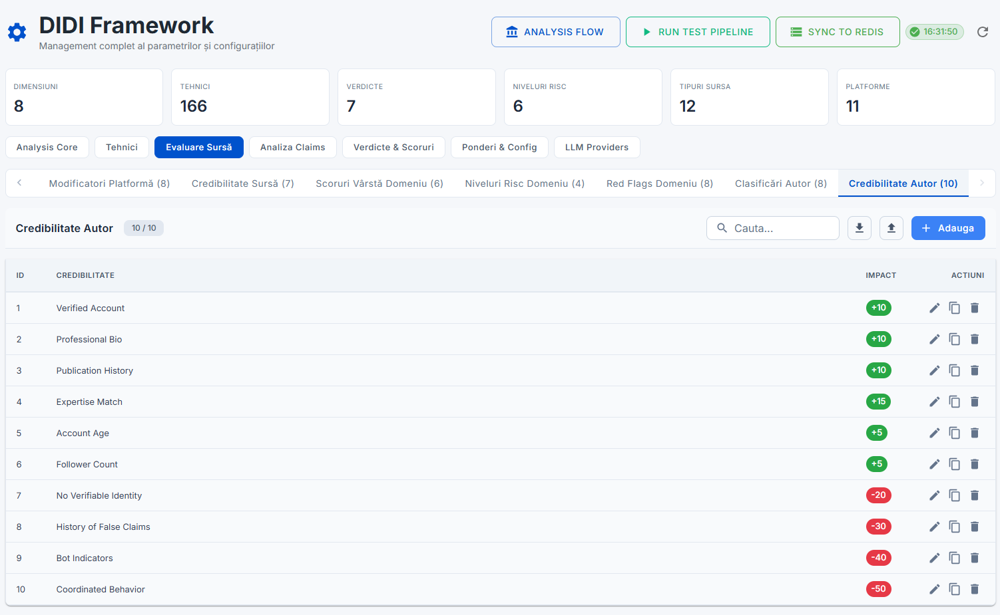 DIDI Framework
Management complet al parametrilor și configurațiilor
ANALYSIS FLOW
RUN TEST PIPELINE
SYNC TO REDIS
16:31:50
DIMENSIUNI
8
TEHNICI
166
VERDICTE
7
NIVELURI RISC
6
TIPURI SURSA
12
PLATFORME
11
Analysis Core
Tehnici
Evaluare Sursă
Analiza Claims
Verdicte & Scoruri
Ponderi & Config
LLM Providers
Modificatori Platformă (8)
Credibilitate Sursă (7)
Scoruri Vârstă Domeniu (6)
Niveluri Risc Domeniu (4)
Red Flags Domeniu (8)
Clasificări Autor (8)
Credibilitate Autor (10)
Credibilitate Autor
10 / 10
Cauta...
Adauga
ID CREDIBILITATE IMPACT ACTIUNI
1 Verified Account +10
2 Professional Bio +10
3 Publication History +10
4 Expertise Match +15
5 Account Age +5
6 Follower Count +5
7 No Verifiable Identity -20
8 History of False Claims -30
9 Bot Indicators -40
10 Coordinated Behavior -50